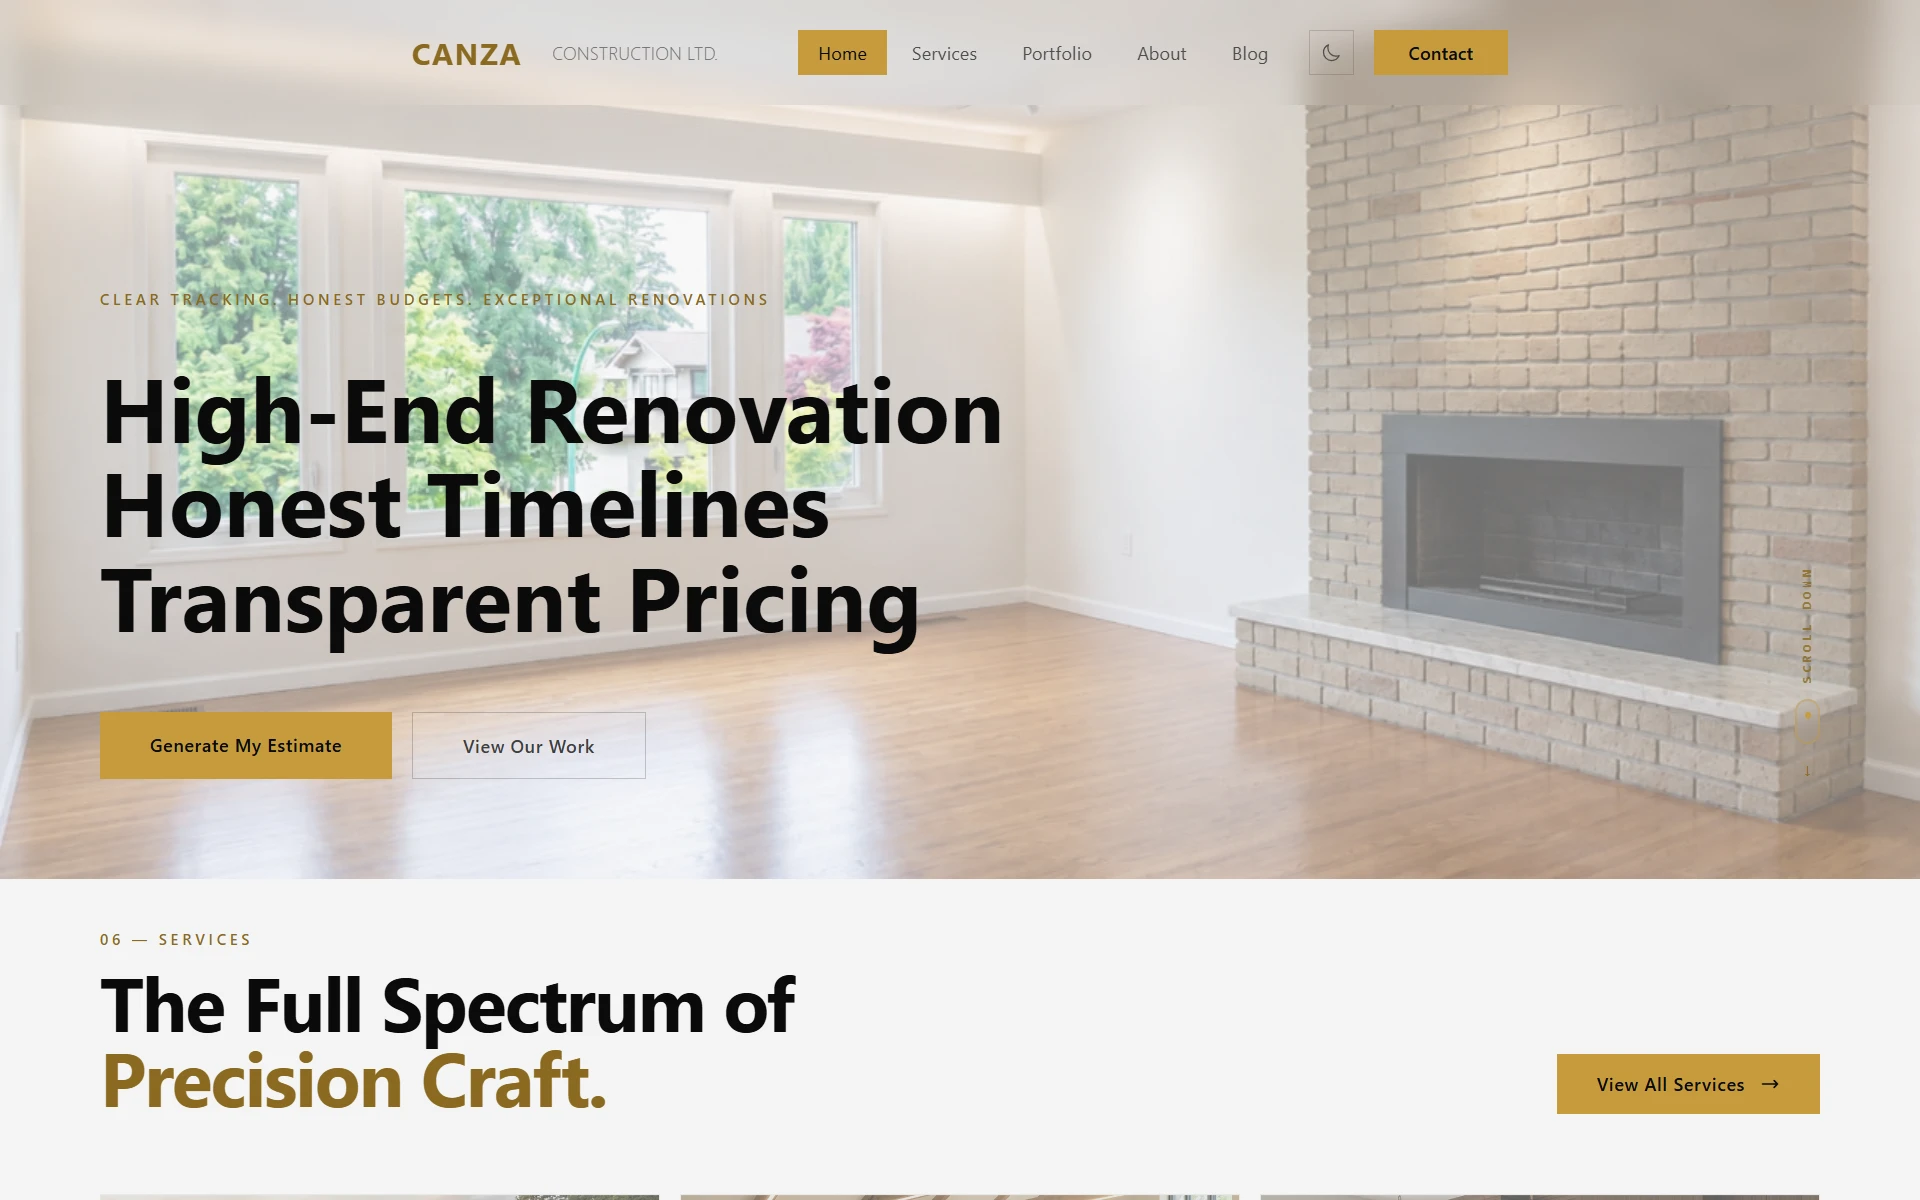 CANZA CONSTRUCTION LTD. Home Services Portfolio About Blog Contact
CLEAR TRACKING. HONEST BUDGETS. EXCEPTIONAL RENOVATIONS
High-End Renovation
Honest Timelines
Transparent Pricing
SCROLL DOWN
Generate My Estimate View Our Work
06 — SERVICES
The Full Spectrum of
Precision Craft.
View All Services →